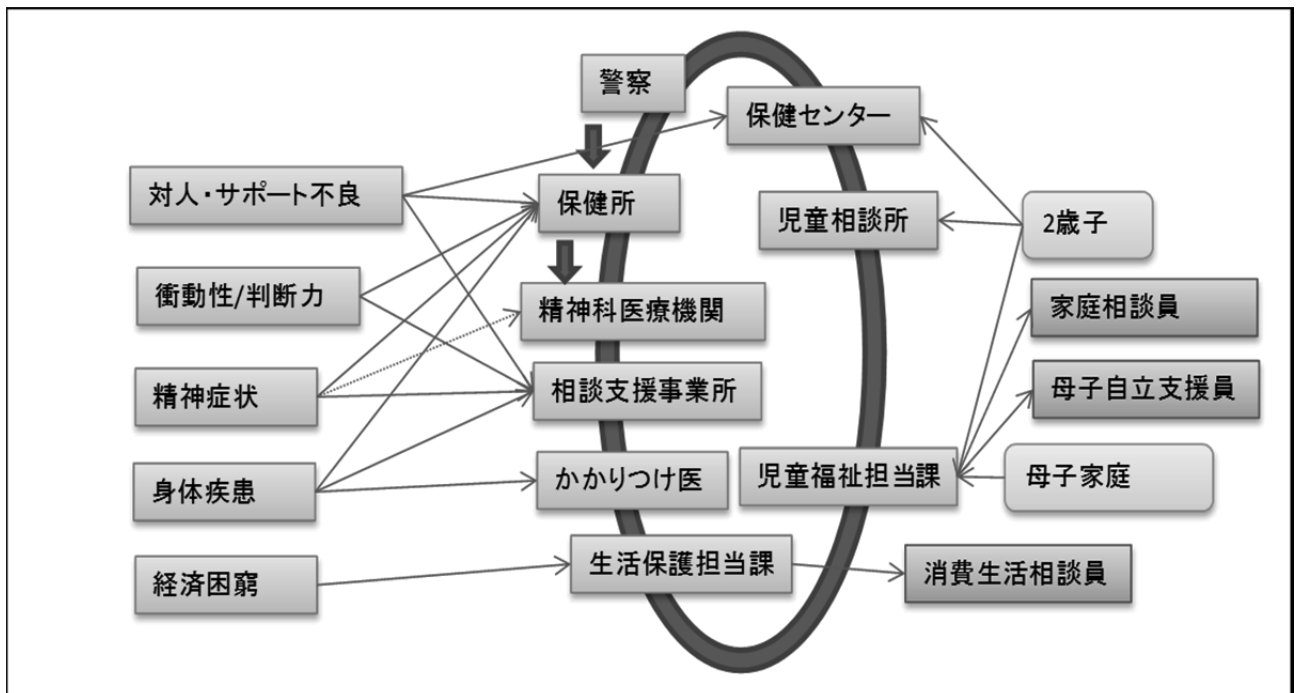 警察
保健センター
対人・サポート不良
保健所
児童相談所
2歳子
衝動性/判断力
精神科医療機関
家庭相談員
精神症状
相談支援事業所
母子自立支援員
身体疾患
かかりつけ医
児童福祉担当課
母子家庭
経済困窮
生活保護担当課
消費生活相談員